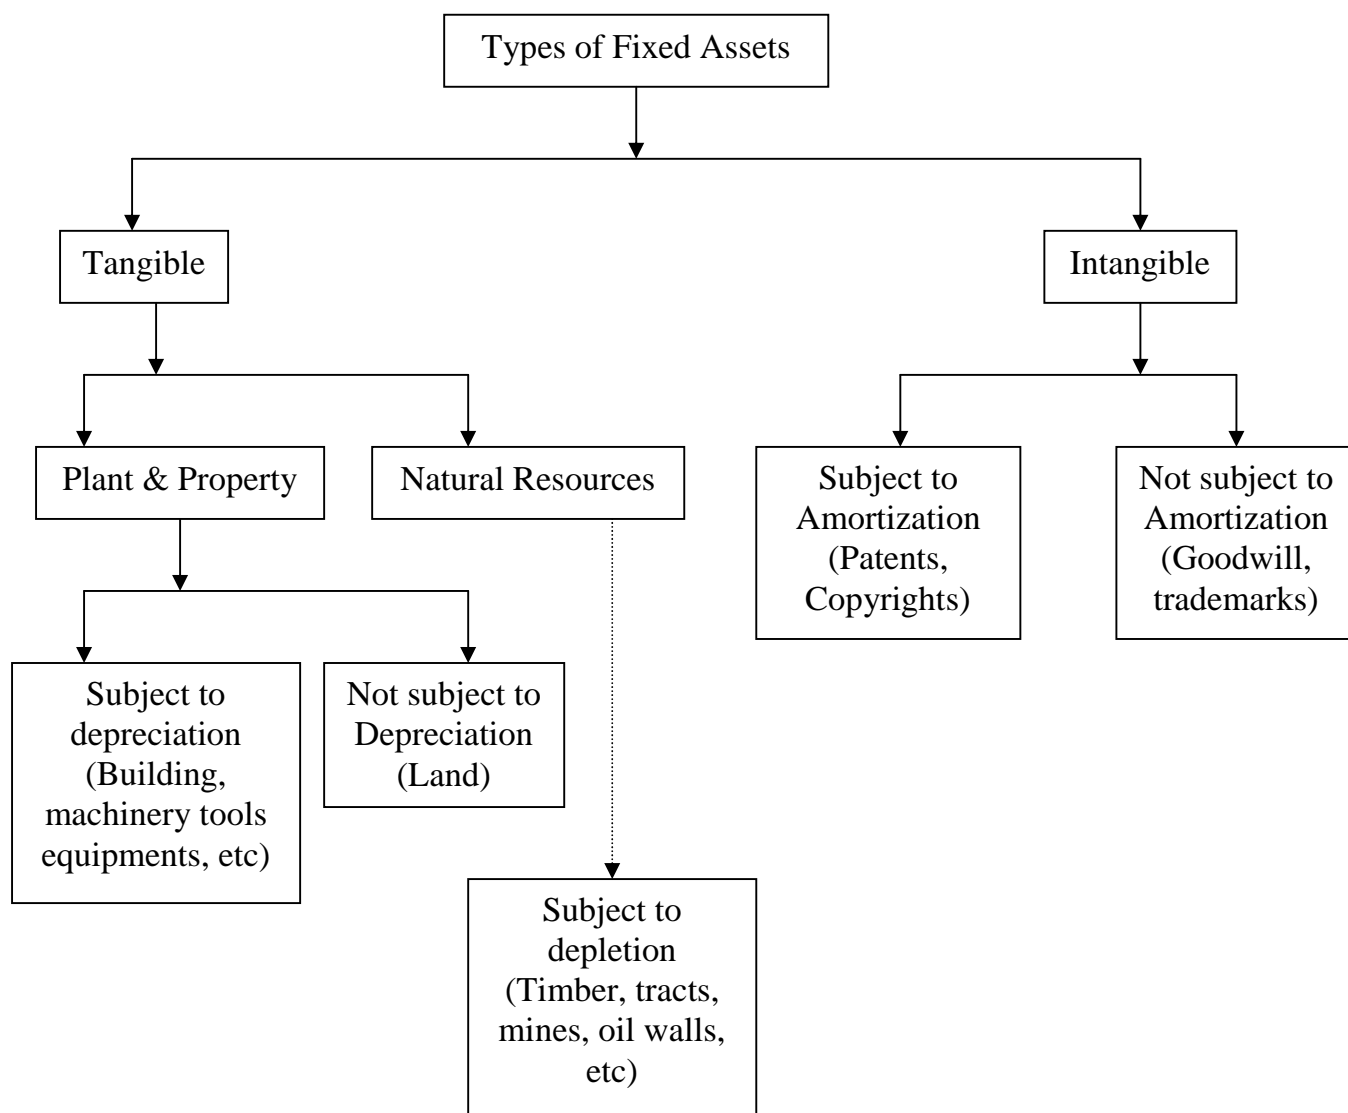 Types of Fixed Assets
Tangible
Intangible
Plant & Property
Natural Resources
Subject to
Amortization
(Patents,
Copyrights)
Not subject to
Amortization
(Goodwill,
trademarks)
Subject to
depreciation
(Building,
machinery tools
equipments, etc)
Not subject to
Depreciation
(Land)
Subject to
depletion
(Timber, tracts,
mines, oil walls,
etc)